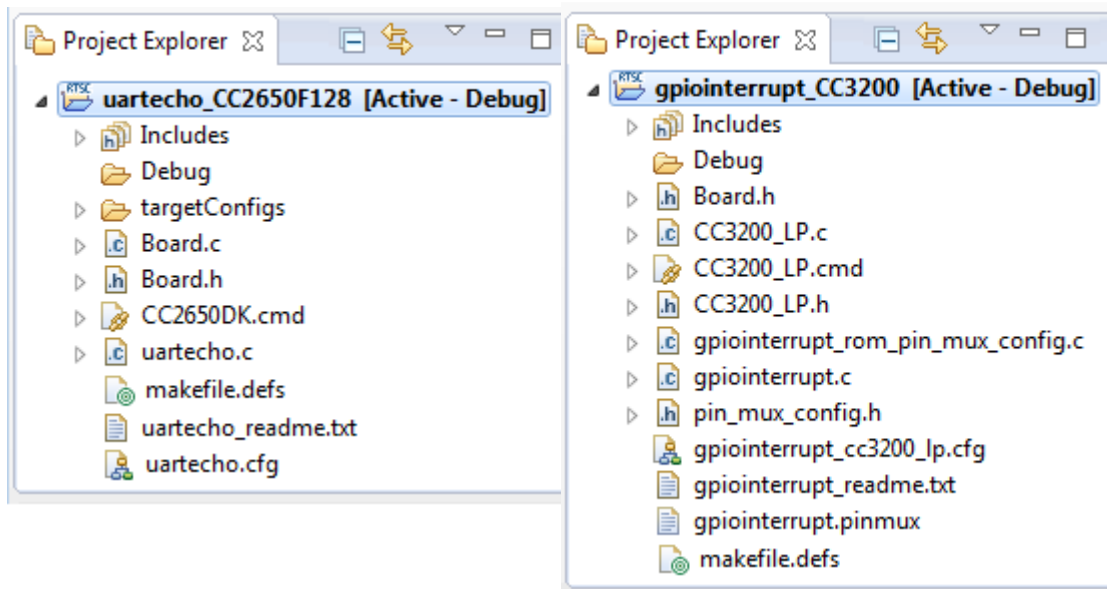 Project Explorer
RTSC
uartecho_CC2650F128 [Active - Debug]
h
Includes
Debug
targetConfigs
.c
Board.c
.h
Board.h
CC2650DK.cmd
.c
uartecho.c
makefile.defs
uartecho_readme.txt
uartecho.cfg
Project Explorer
RTSC
gpiointerrupt_CC3200 [Active - Debug]
h
Includes
Debug
.h
Board.h
.c
CC3200_LP.c
CC3200_LP.cmd
.h
CC3200_LP.h
.c
gpiointerrupt_rom_pin_mux_config.c
.c
gpiointerrupt.c
.h
pin_mux_config.h
gpiointerrupt_cc3200_lp.cfg
gpiointerrupt_readme.txt
gpiointerrupt.pinmux
makefile.defs